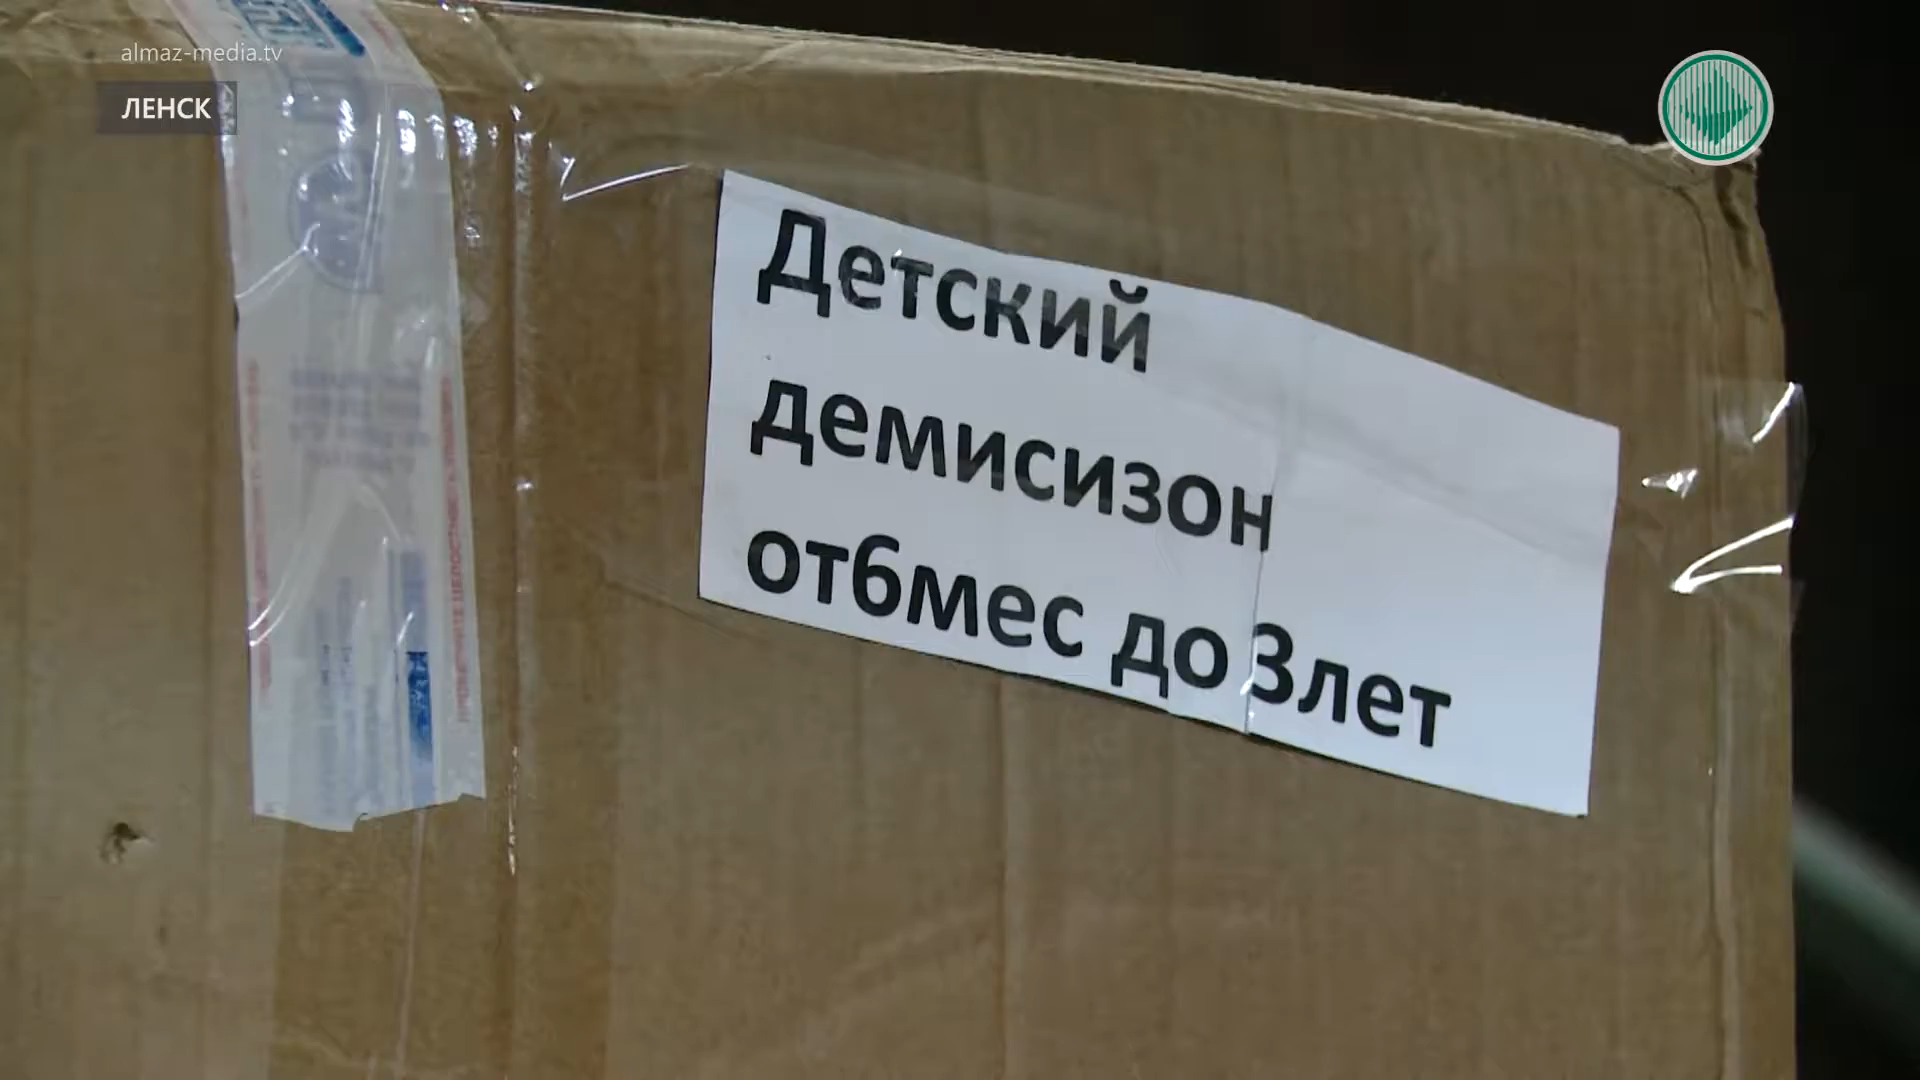 almaz-media.tv
ЛЕНСК
Детский
демисизон
от6мес до 3лет